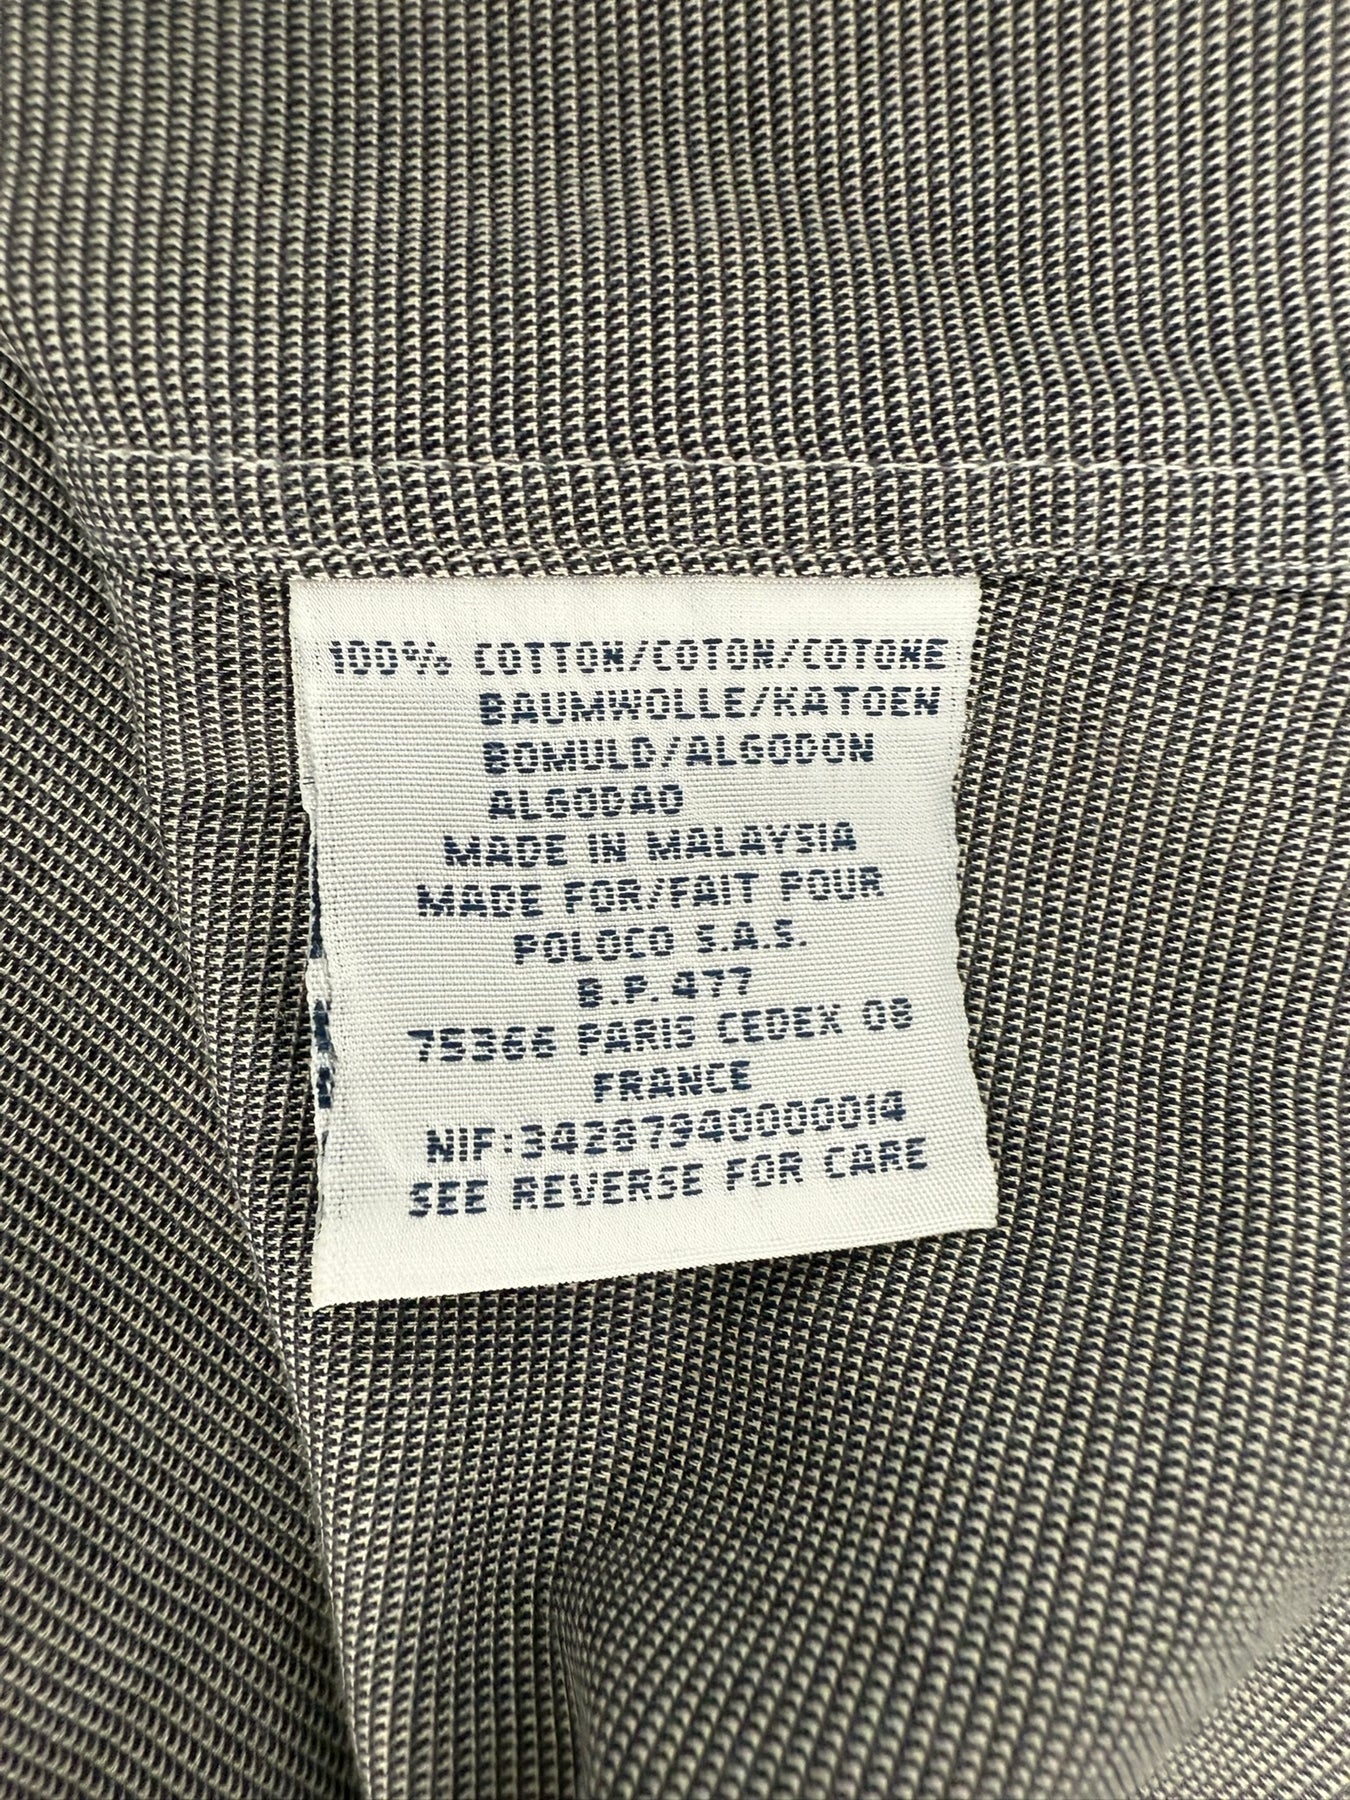 100% COTTON/COTON/COTONE
BAUMWOLLE/KATOEN
BOMULD/ALGODON
ALGODAO
MADE IN MALAYSIA
MADE FOR/FAIT POUR
POLOCO S.A.S.
B.P. 477
75366 PARIS CEDEX 08
FRANCE
NIF:34287940000014
SEE REVERSE FOR CARE